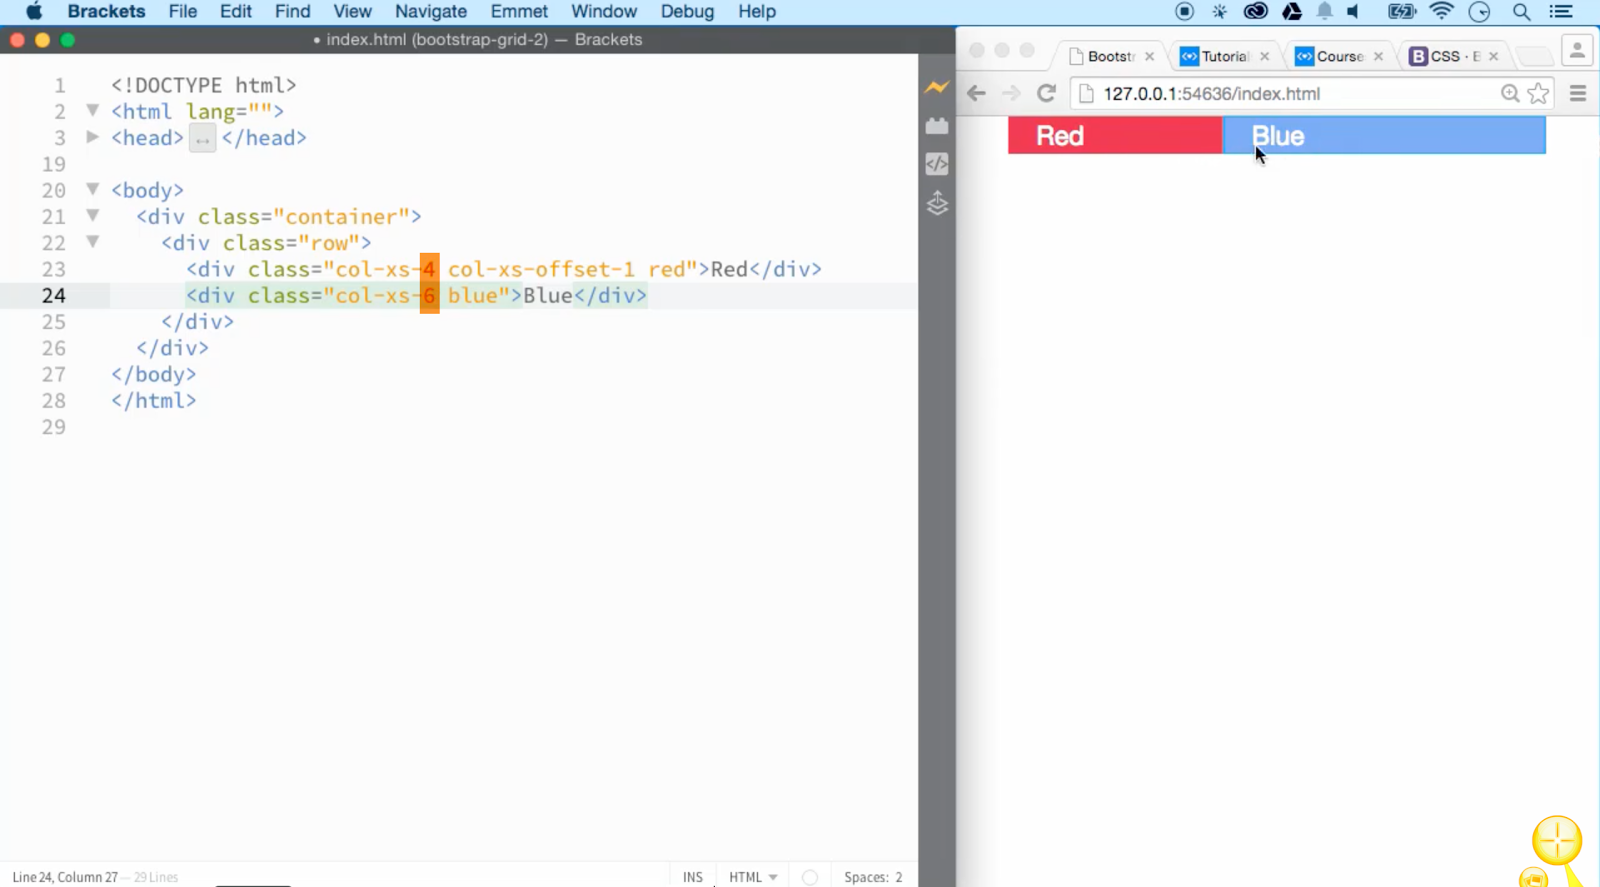 Brackets File Edit Find View Navigate Emmet Window Debug Help
• index.html (bootstrap-grid-2) — Brackets
1 <!DOCTYPE html>
2 <html lang="">
3 <head> </head>
19
20 <body>
21 <div class="container">
22 <div class="row">
23 <div class="col-xs-4 col-xs-offset-1 red">Red</div>
24 <div class="col-xs-6 blue">Blue</div>
25 </div>
26 </div>
27 </body>
28 </html>
29
Line 24, Column 27 — 29 Lines
INS HTML Spaces: 2
Bootst Tutorial Course CSS · B
127.0.0.1:54636/index.html
Red Blue